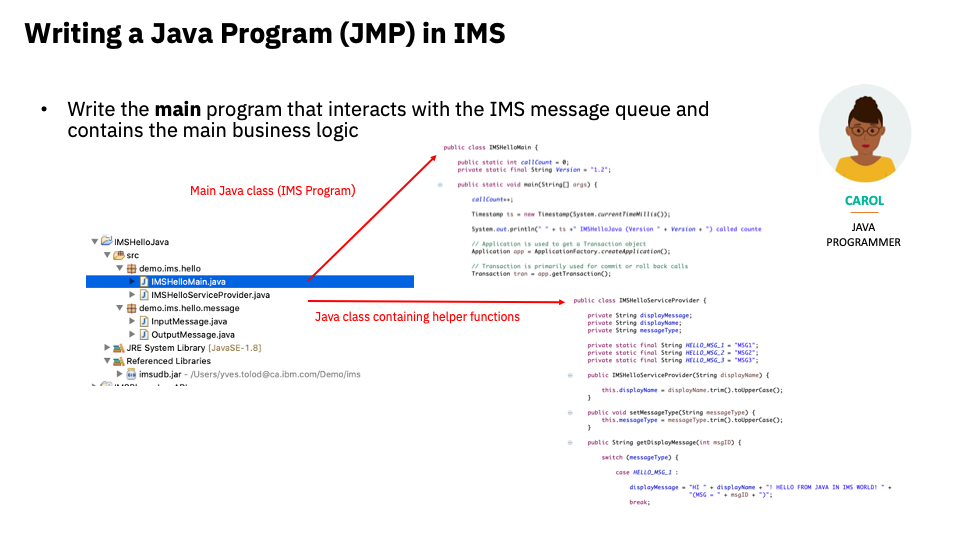 Writing a Java Program (JMP) in IMS
• Write the main program that interacts with the IMS message queue and
contains the main business logic
CAROL
JAVA
PROGRAMMER
Main Java class (IMS Program)
public class IMSHelloMain {
public static int callCount = 0;
private static final String Version = "1.2";
public static void main(String[] args) {
callCount++;
Timestamp ts = new Timestamp(System.currentTimeMillis());
System.out.println(" " + ts +" IMSHelloJava (Version " + Version + ") called counte
// Application is used to get a Transaction object
Application app = ApplicationFactory.createApplication();
// Transaction is primarily used for commit or roll back calls
Transaction tran = app.getTransaction();
IMSHelloJava
src
demo.ims.hello
IMSHelloMain.java
IMSHelloServiceProvider.java
demo.ims.hello.message
InputMessage.java
OutputMessage.java
JRE System Library [JavaSE-1.8]
Referenced Libraries
imsudb.jar - /Users/yves.tolod@ca.ibm.com/Demo/ims
Java class containing helper functions
public class IMSHelloServiceProvider {
private String displayMessage;
private String displayName;
private String messageType;
private static final String HELLO_MSG_1 = "MSG1";
private static final String HELLO_MSG_2 = "MSG2";
private static final String HELLO_MSG_3 = "MSG3";
public IMSHelloServiceProvider(String displayName) {
this.displayName = displayName.trim().toUpperCase();
}
public void setMessageType(String messageType) {
this.messageType = messageType.trim().toUpperCase();
}
public String getDisplayMessage(int msgID) {
switch (messageType) {
case HELLO_MSG_1 :
displayMessage = "HI " + displayName + "! HELLO FROM JAVA IN IMS WORLD! " +
"(MSG = " + msgID + ")";
break;